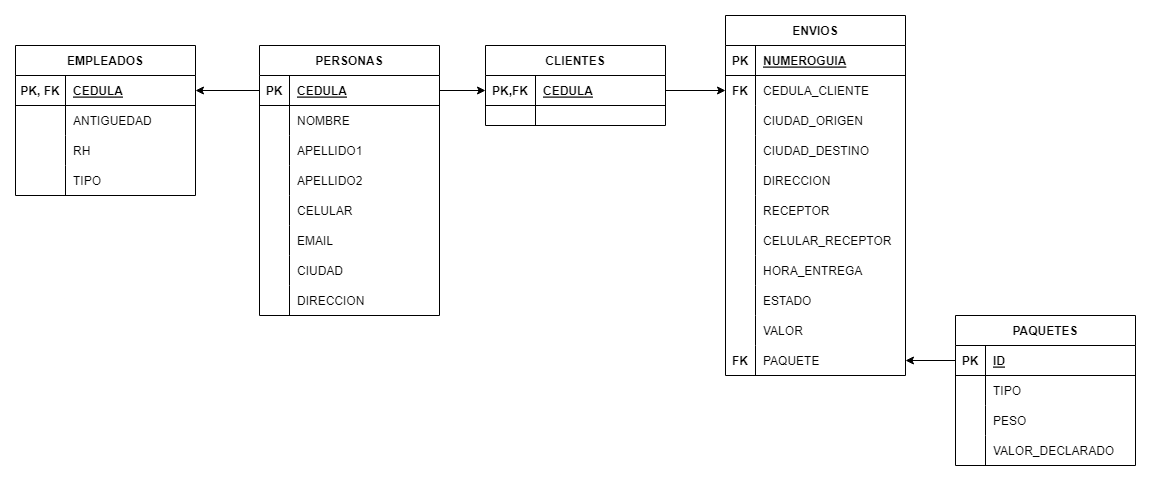 EMPLEADOS
PK, FK CEDULA
ANTIGUEDAD
RH
TIPO
PERSONAS
PK CEDULA
NOMBRE
APELLIDO1
APELLIDO2
CELULAR
EMAIL
CIUDAD
DIRECCION
CLIENTES
PK,FK CEDULA
ENVIOS
PK NUMEROGUIA
FK CEDULA_CLIENTE
CIUDAD_ORIGEN
CIUDAD_DESTINO
DIRECCION
RECEPTOR
CELULAR_RECEPTOR
HORA_ENTREGA
ESTADO
VALOR
FK PAQUETE
PAQUETES
PK ID
TIPO
PESO
VALOR_DECLARADO